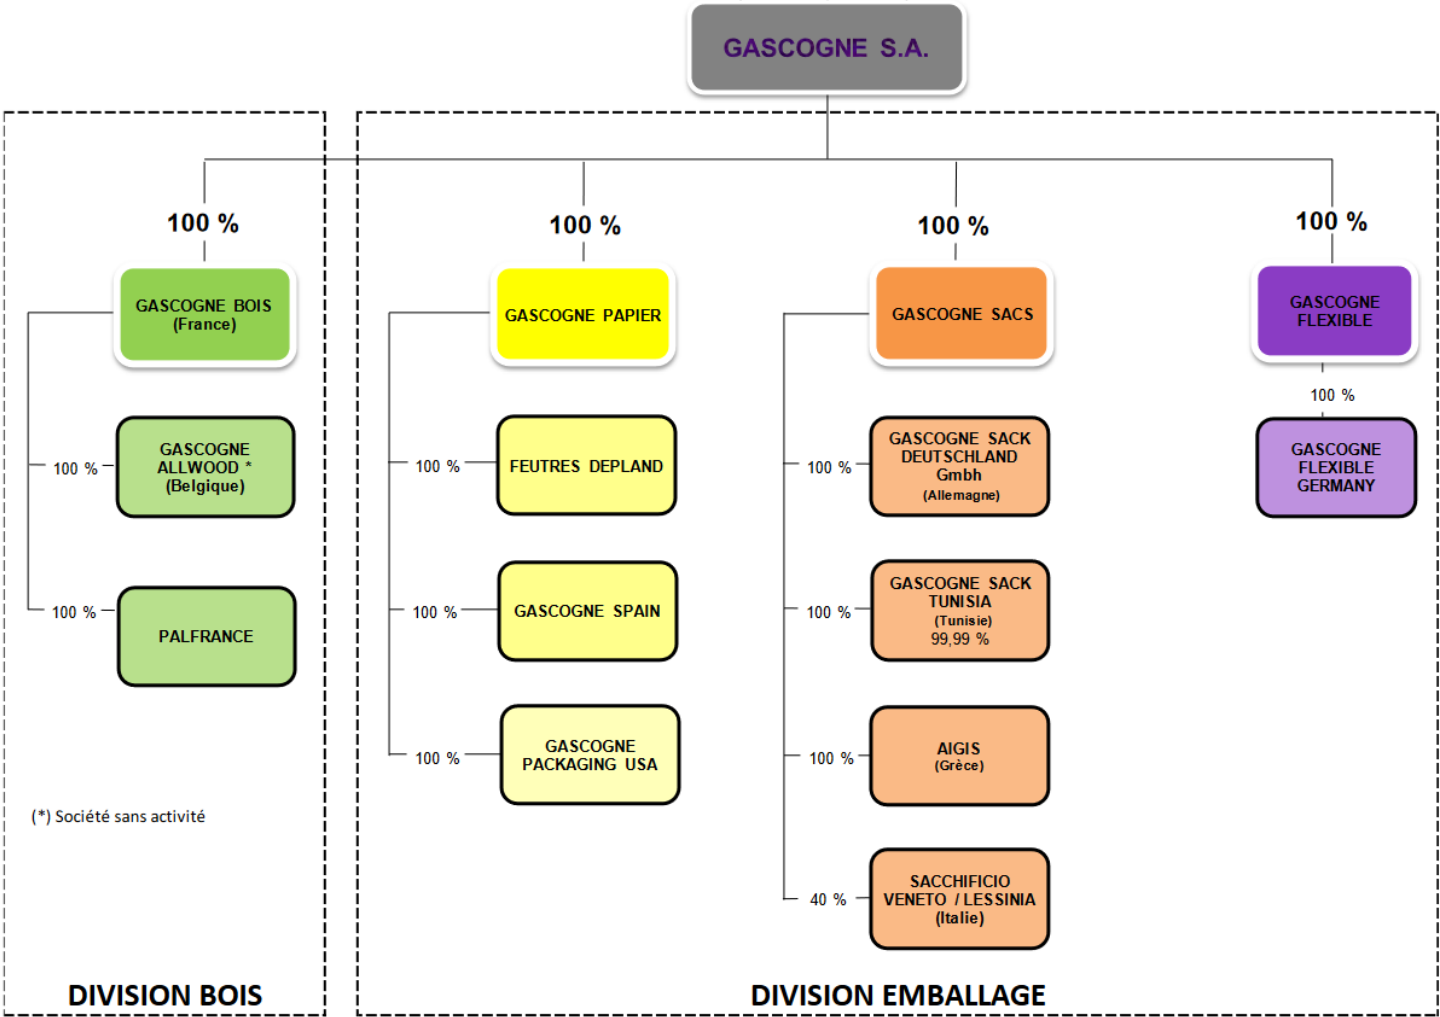 GASCOGNE S.A.
100 %
100 %
100 %
100 %
GASCOGNE BOIS
(France)
100 %
GASCOGNE
ALLWOOD *
(Belgique)
100 %
PALFRANCE
(*) Société sans activité
DIVISION BOIS
GASCOGNE PAPIER
100 %
FEUTRES DEPLAND
100 %
GASCOGNE SPAIN
100 %
GASCOGNE
PACKAGING USA
GASCOGNE SACS
100 %
GASCOGNE SACK
DEUTSCHLAND
Gmbh
(Allemagne)
100 %
GASCOGNE SACK
TUNISIA
(Tunisie)
99,99 %
100 %
AIGIS
(Grèce)
40 %
SACCHIFICIO
VENETO / LESSINIA
(Italie)
GASCOGNE
FLEXIBLE
100 %
GASCOGNE
FLEXIBLE
GERMANY
DIVISION EMBALLAGE